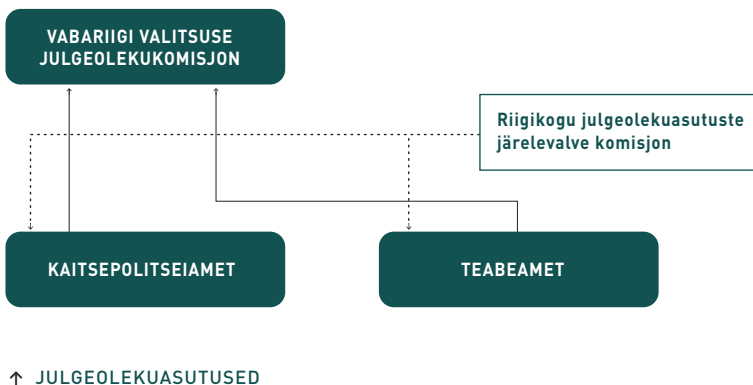 VABARIIGI VALITSUSE
JULGEOLEKUKOMISJON
Riigikogu julgeolekuasutuste
järelevalve komisjon
KAITSEPOLITSEIAMET
TEABEAMET
↑ JULGEOLEKUASUTUSED